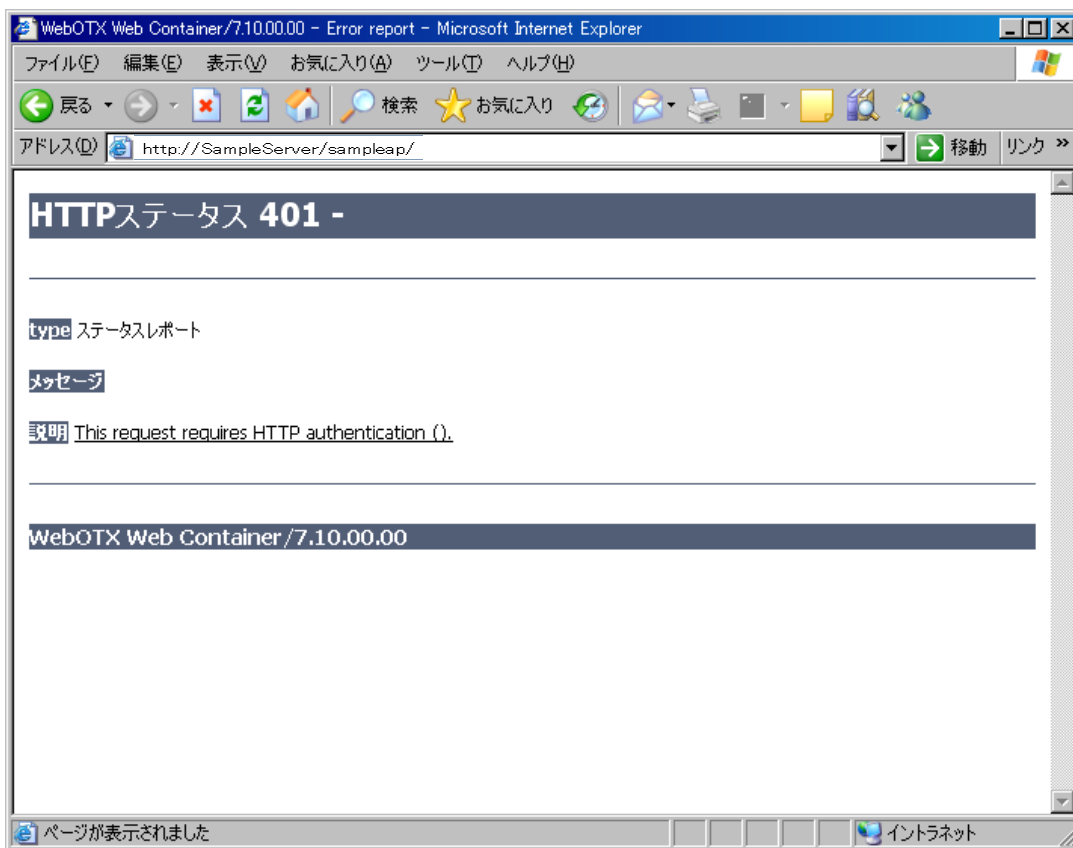 WebOTX Web Container/7.10.00.00 - Error report - Microsoft Internet Explorer
ファイル(F) 編集(E) 表示(V) お気に入り(A) ツール(T) ヘルプ(H)
戻る 検索 お気に入り
アドレス(D) http://SampleServer/sampleap/ 移動 リンク »
HTTPステータス 401 -
type ステータスレポート
メッセージ
説明 This request requires HTTP authentication ().
WebOTX Web Container/7.10.00.00
ページが表示されました イントラネット